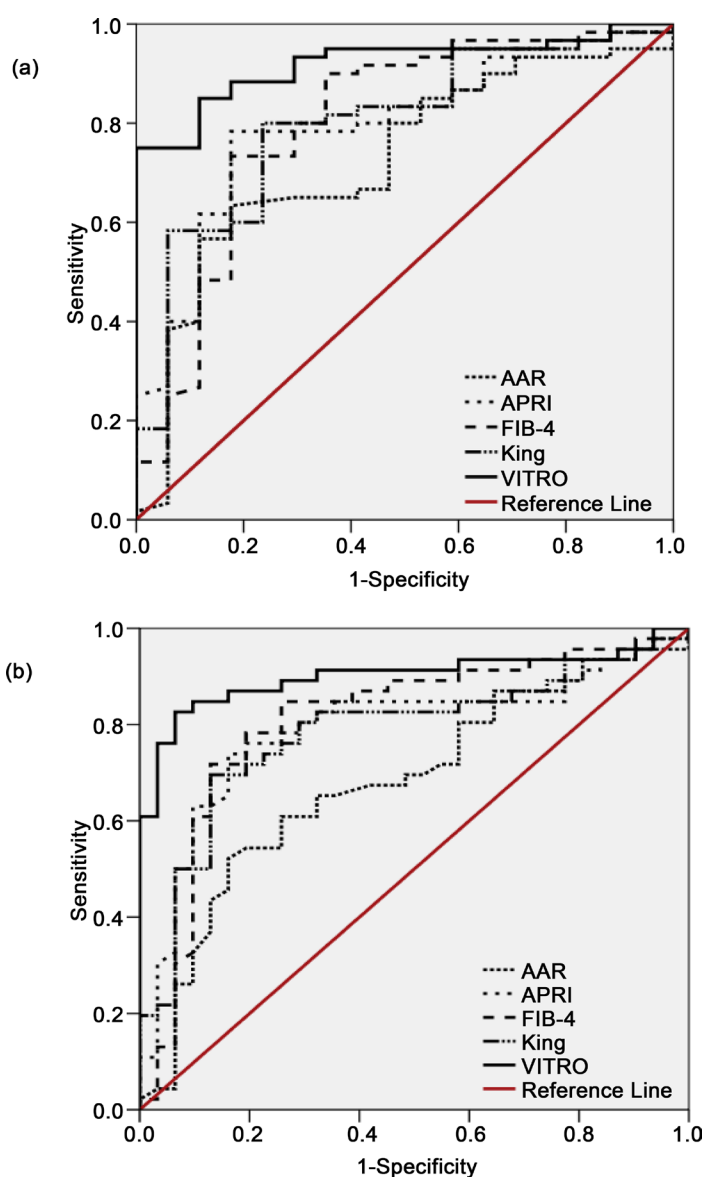 (a)
1.0
0.8
0.6
0.4
0.2
0.0
Sensitivity
AAR
APRI
FIB-4
King
VITRO
Reference Line
0.0 0.2 0.4 0.6 0.8 1.0
1-Specificity
(b)
1.0
0.8
0.6
0.4
0.2
0.0
Sensitivity
AAR
APRI
FIB-4
King
VITRO
Reference Line
0.0 0.2 0.4 0.6 0.8 1.0
1-Specificity